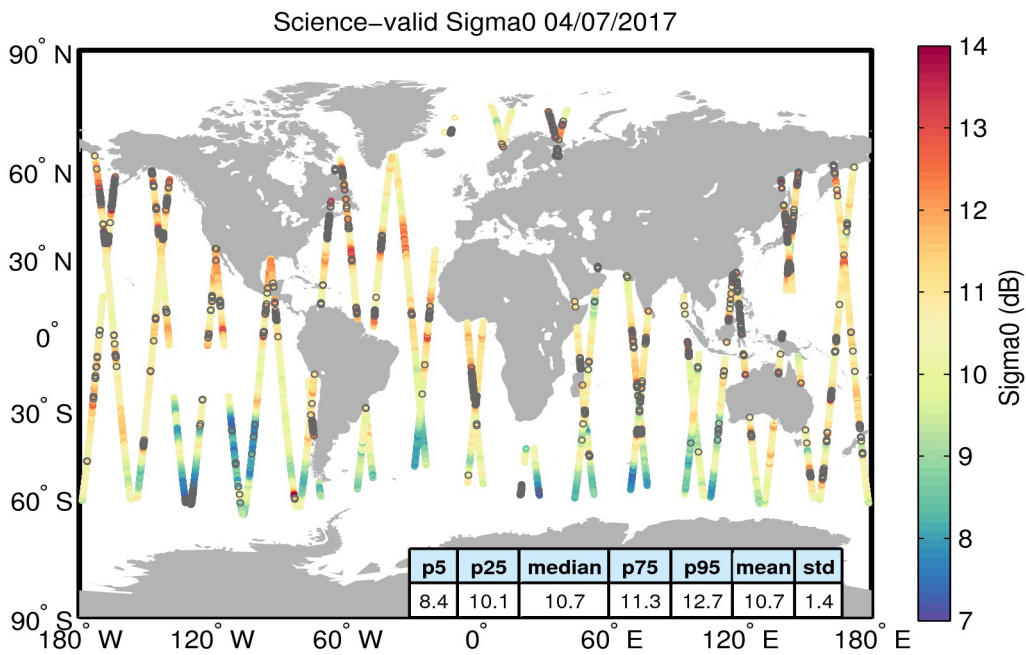 Science−valid Sigma0 04/07/2017
90° N
60° N
30° N
0°
30° S
60° S
90° S
180° W
120° W
60° W
0°
60° E
120° E
180° E
p5 p25 median p75 p95 mean std
8.4 10.1 10.7 11.3 12.7 10.7 1.4
14
13
12
11
10
9
8
7
Sigma0 (dB)